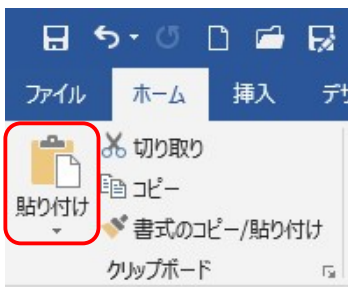 ファイル ホーム 挿入
切り取り
コピー
貼り付け
書式のコピー/貼り付け
クリップボード